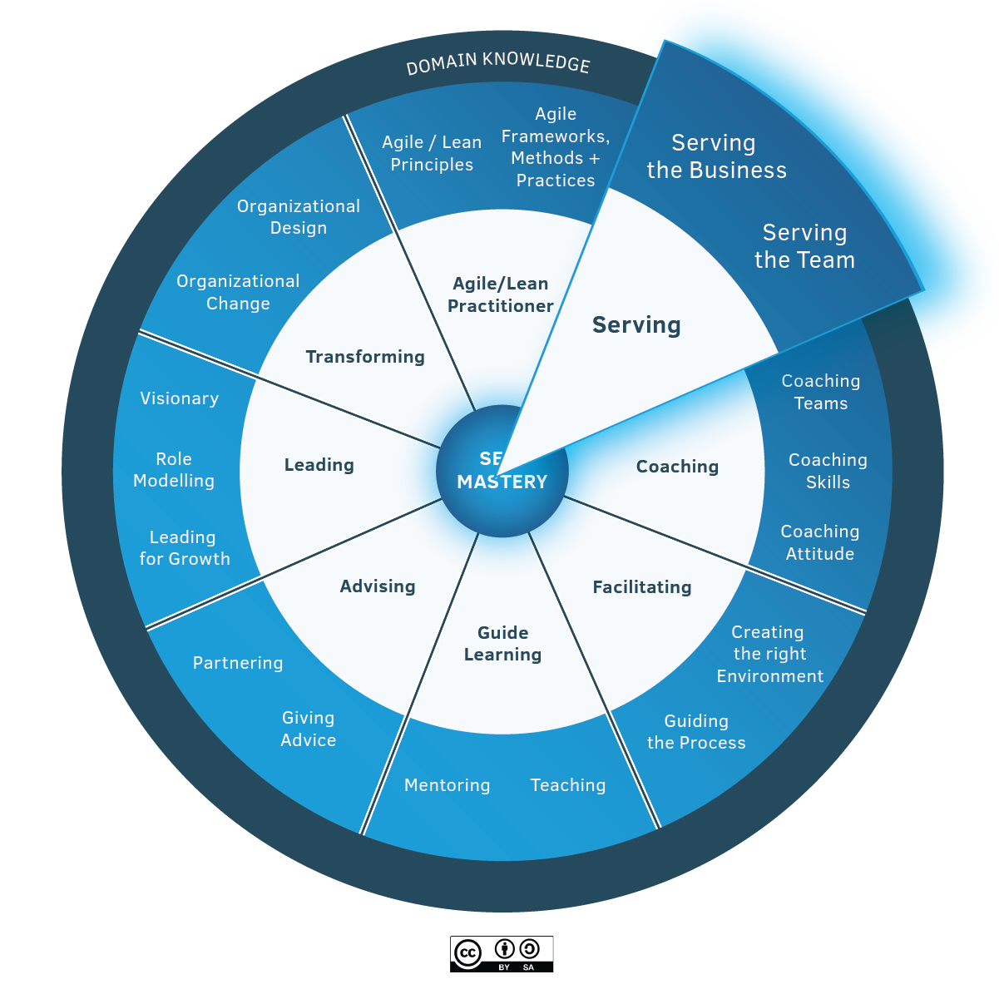 DOMAIN KNOWLEDGE
Agile / Lean
Principles
Agile
Frameworks,
Methods +
Practices
Serving
the Business
Serving
the Team
Serving
Agile/Lean
Practitioner
Organizational
Design
Organizational
Change
Transforming
Visionary
Role
Modelling
Leading
for Growth
Leading
SE
MASTERY
Coaching
Coaching
Teams
Coaching
Skills
Coaching
Attitude
Advising
Partnering
Giving
Advice
Guide
Learning
Mentoring
Teaching
Facilitating
Creating
the right
Environment
Guiding
the Process
cc
BY SA